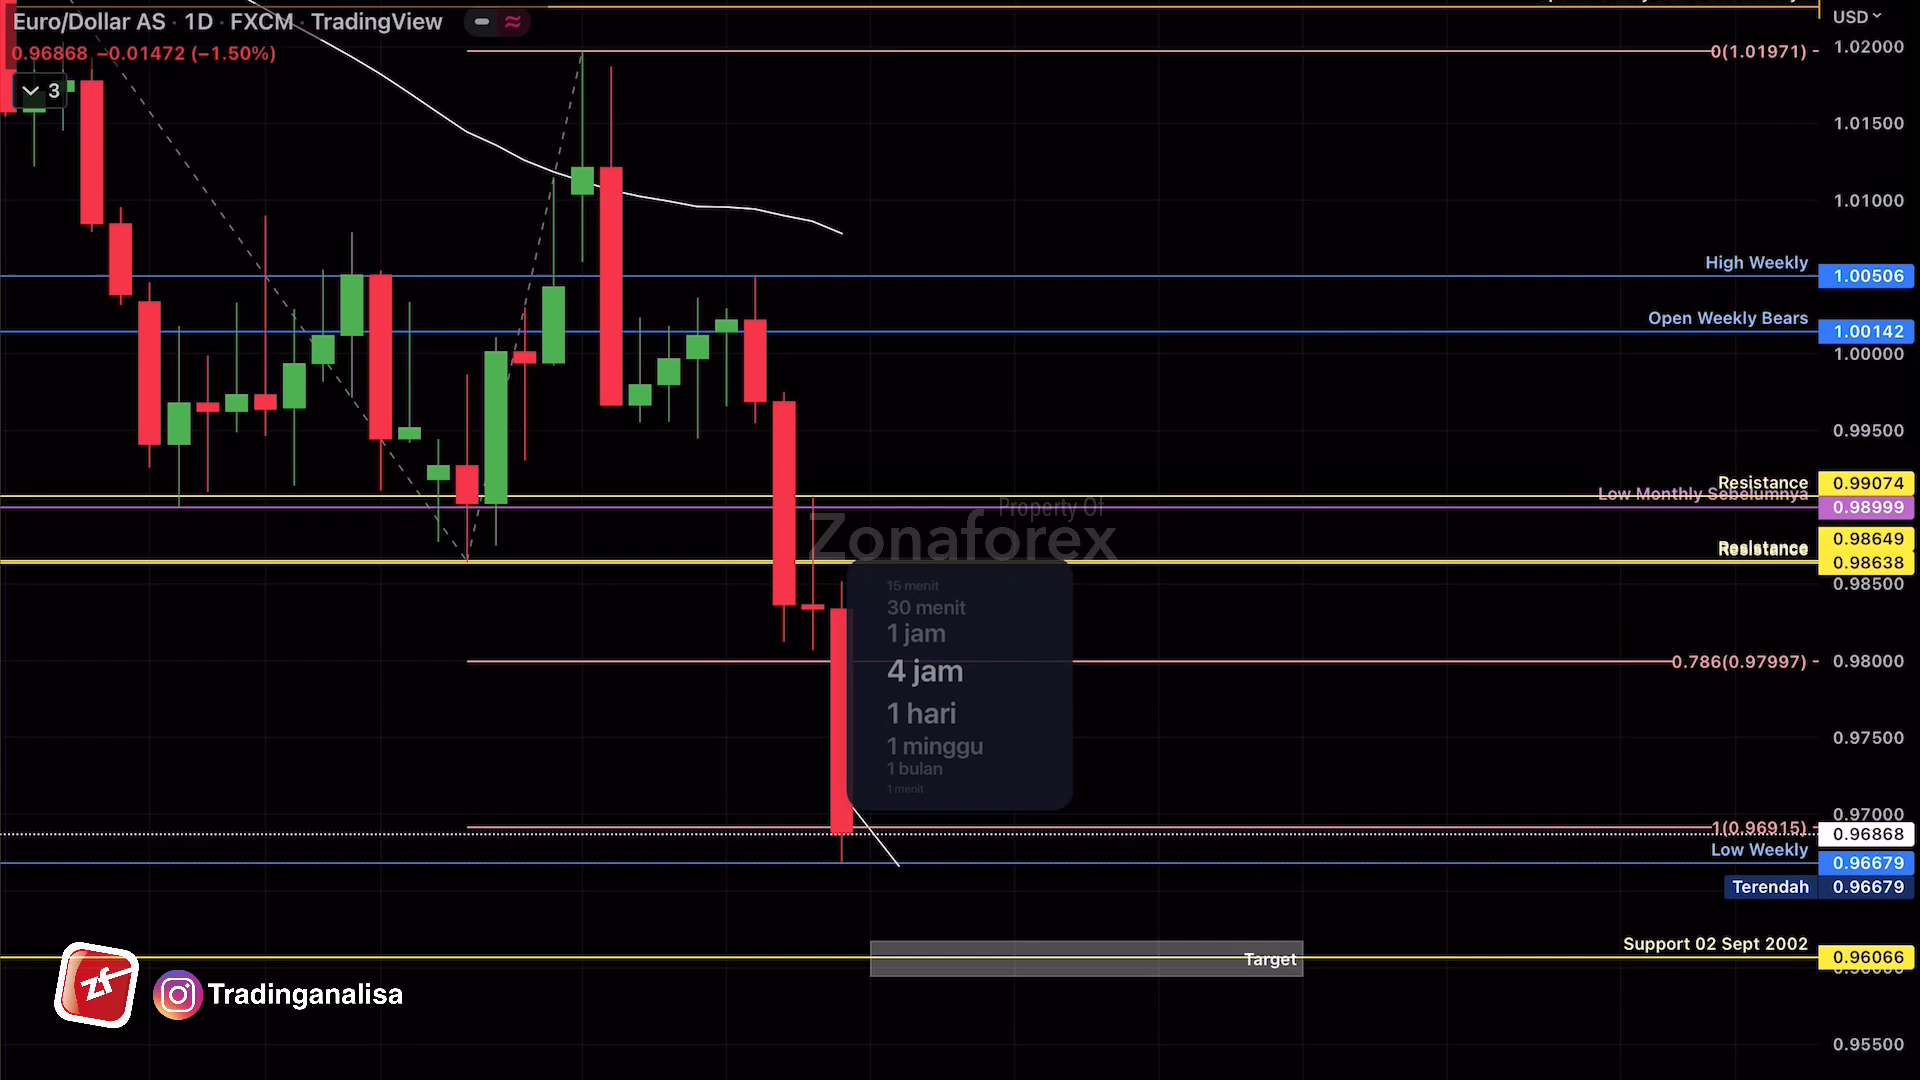 Euro/Dollar AS · 1D · FXCM · TradingView
0.96868 −0.01472 (−1.50%)
3
USD
1.02000
0(1.01971)
1.01500
1.01000
High Weekly
1.00506
Open Weekly Bears
1.00142
1.00000
0.99500
Resistance
0.99074
Low Monthly Sebelumnya
0.98999
0.98649
Resistance
Resistance
0.98638
0.98500
Property Of
Zonaforex
15 menit
30 menit
1 jam
4 jam
1 hari
1 minggu
1 bulan
1 menit
0.786(0.97997)
0.98000
0.97500
0.97000
1(0.96915)
0.96868
Low Weekly
0.96679
Terendah
0.96679
Support 02 Sept 2002
0.96066
Target
0.95500
zf
Tradinganalisa